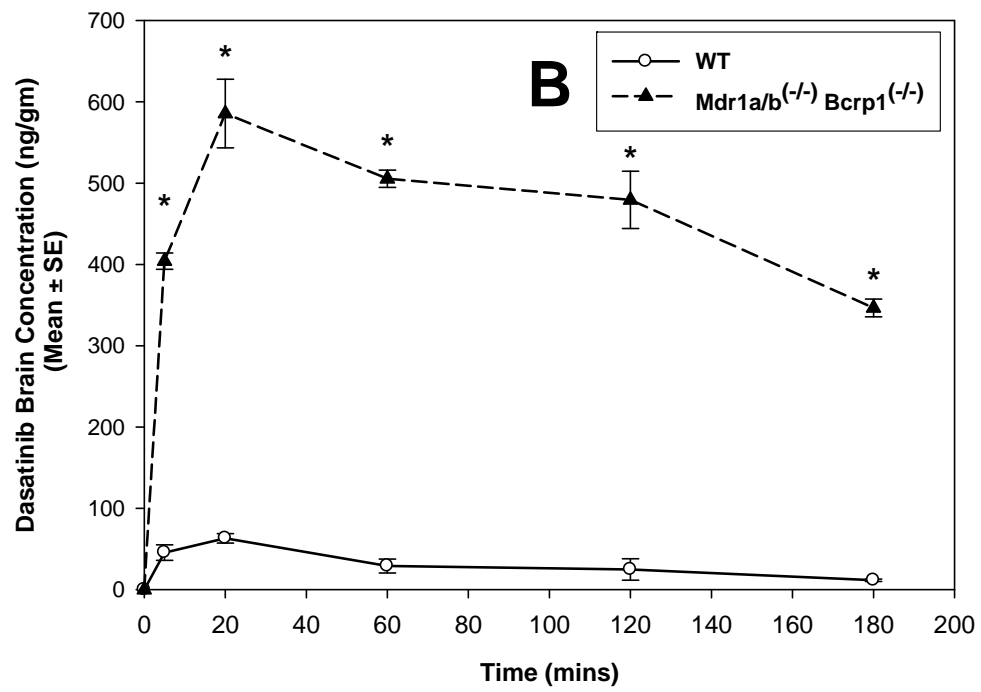 B
WT
Mdr1a/b(-/-) Bcrp1(-/-)
Dasatinib Brain Concentration (ng/gm)
(Mean ± SE)
700
600
500
400
300
200
100
0
*
*
*
*
*
0 20 40 60 80 100 120 140 160 180 200
Time (mins)